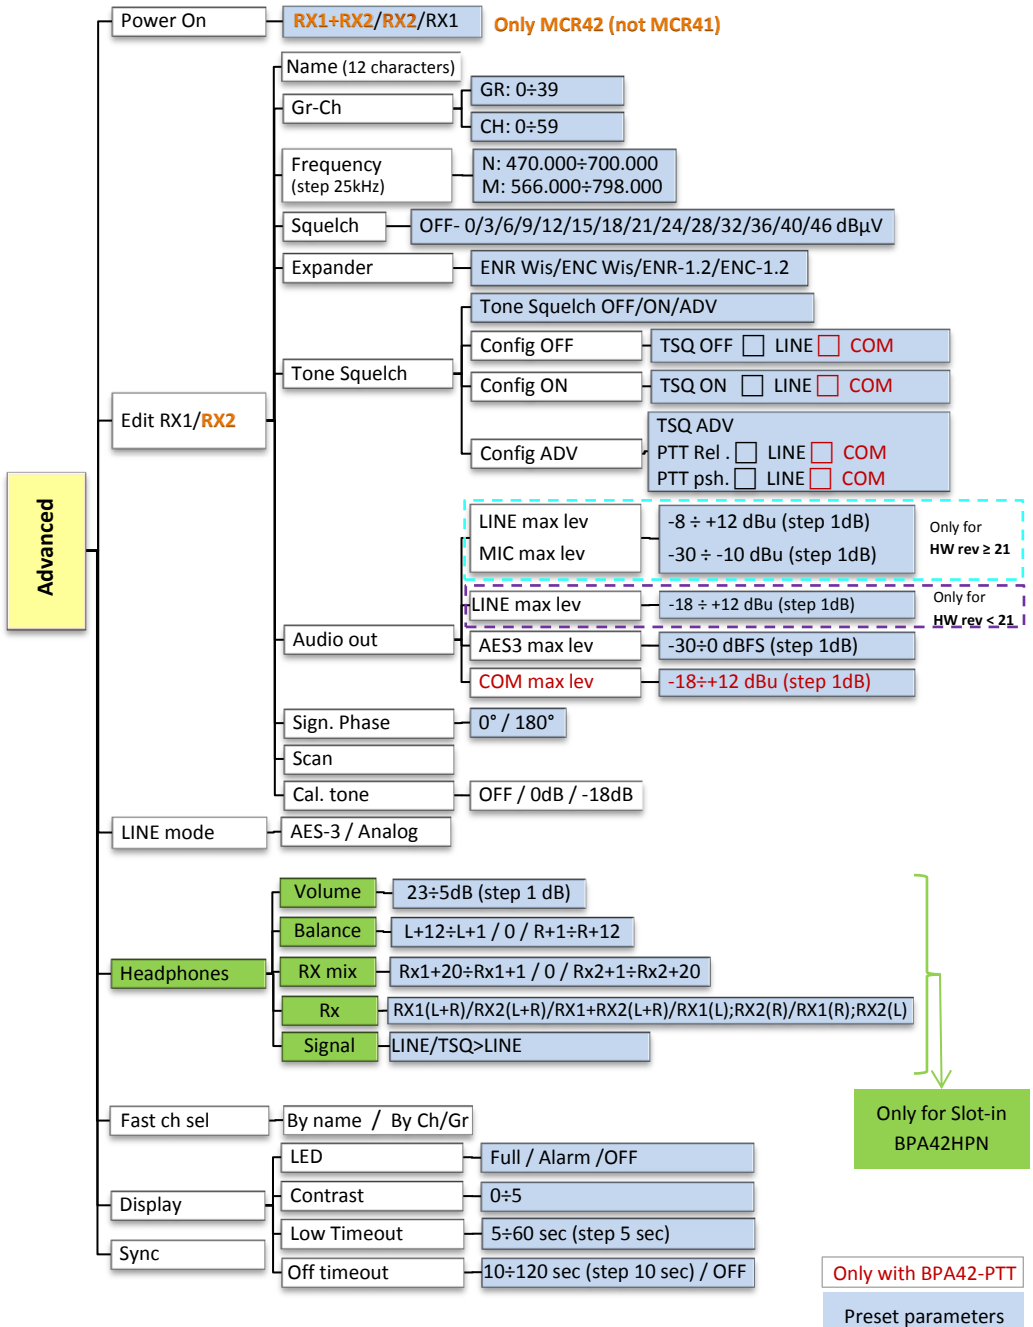 Power On
RX1+RX2/RX2/RX1
Only MCR42 (not MCR41)
Name (12 characters)
Gr-Ch
GR: 0÷39
CH: 0÷59
Frequency
(step 25kHz)
N: 470.000÷700.000
M: 566.000÷798.000
Squelch
OFF- 0/3/6/9/12/15/18/21/24/28/32/36/40/46 dBµV
Expander
ENR Wis/ENC Wis/ENR-1.2/ENC-1.2
Tone Squelch OFF/ON/ADV
Config OFF
TSQ OFF LINE COM
Tone Squelch
Config ON
TSQ ON LINE COM
Edit RX1/RX2
Config ADV
TSQ ADV
PTT Rel . LINE COM
PTT psh. LINE COM
Advanced
LINE max lev
MIC max lev
-8 ÷ +12 dBu (step 1dB)
-30 ÷ -10 dBu (step 1dB)
Only for
HW rev ≥ 21
LINE max lev
-18 ÷ +12 dBu (step 1dB)
Only for
HW rev < 21
Audio out
AES3 max lev
-30÷0 dBFS (step 1dB)
COM max lev
-18÷+12 dBu (step 1dB)
Sign. Phase
0° / 180°
Scan
Cal. tone
OFF / 0dB / -18dB
LINE mode
AES-3 / Analog
Volume
23÷5dB (step 1 dB)
Balance
L+12÷L+1 / 0 / R+1÷R+12
Headphones
RX mix
Rx1+20÷Rx1+1 / 0 / Rx2+1÷Rx2+20
Rx
RX1(L+R)/RX2(L+R)/RX1+RX2(L+R)/RX1(L);RX2(R)/RX1(R);RX2(L)
Signal
LINE/TSQ>LINE
Only for Slot-in
BPA42HPN
Fast ch sel
By name / By Ch/Gr
LED
Full / Alarm /OFF
Display
Contrast
0÷5
Low Timeout
5÷60 sec (step 5 sec)
Sync
Off timeout
10÷120 sec (step 10 sec) / OFF
Only with BPA42-PTT
Preset parameters